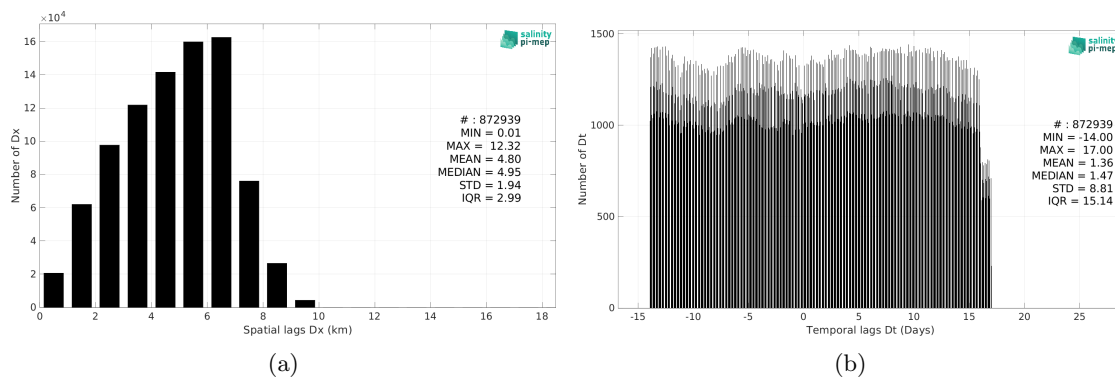 ×10⁴
16
14
12
10
8
6
4
2
0
Number of Dx
0 2 4 6 8 10 12 14 16 18
Spatial lags Dx (km)
salinity
pi-mep
# : 872939
MIN = 0.01
MAX = 12.32
MEAN = 4.80
MEDIAN = 4.95
STD = 1.94
IQR = 2.99
(a)
1500
1000
500
0
Number of Dt
-15 -10 -5 0 5 10 15 20 25
Temporal lags Dt (Days)
salinity
pi-mep
# : 872939
MIN = -14.00
MAX = 17.00
MEAN = 1.36
MEDIAN = 1.47
STD = 8.81
IQR = 15.14
(b)